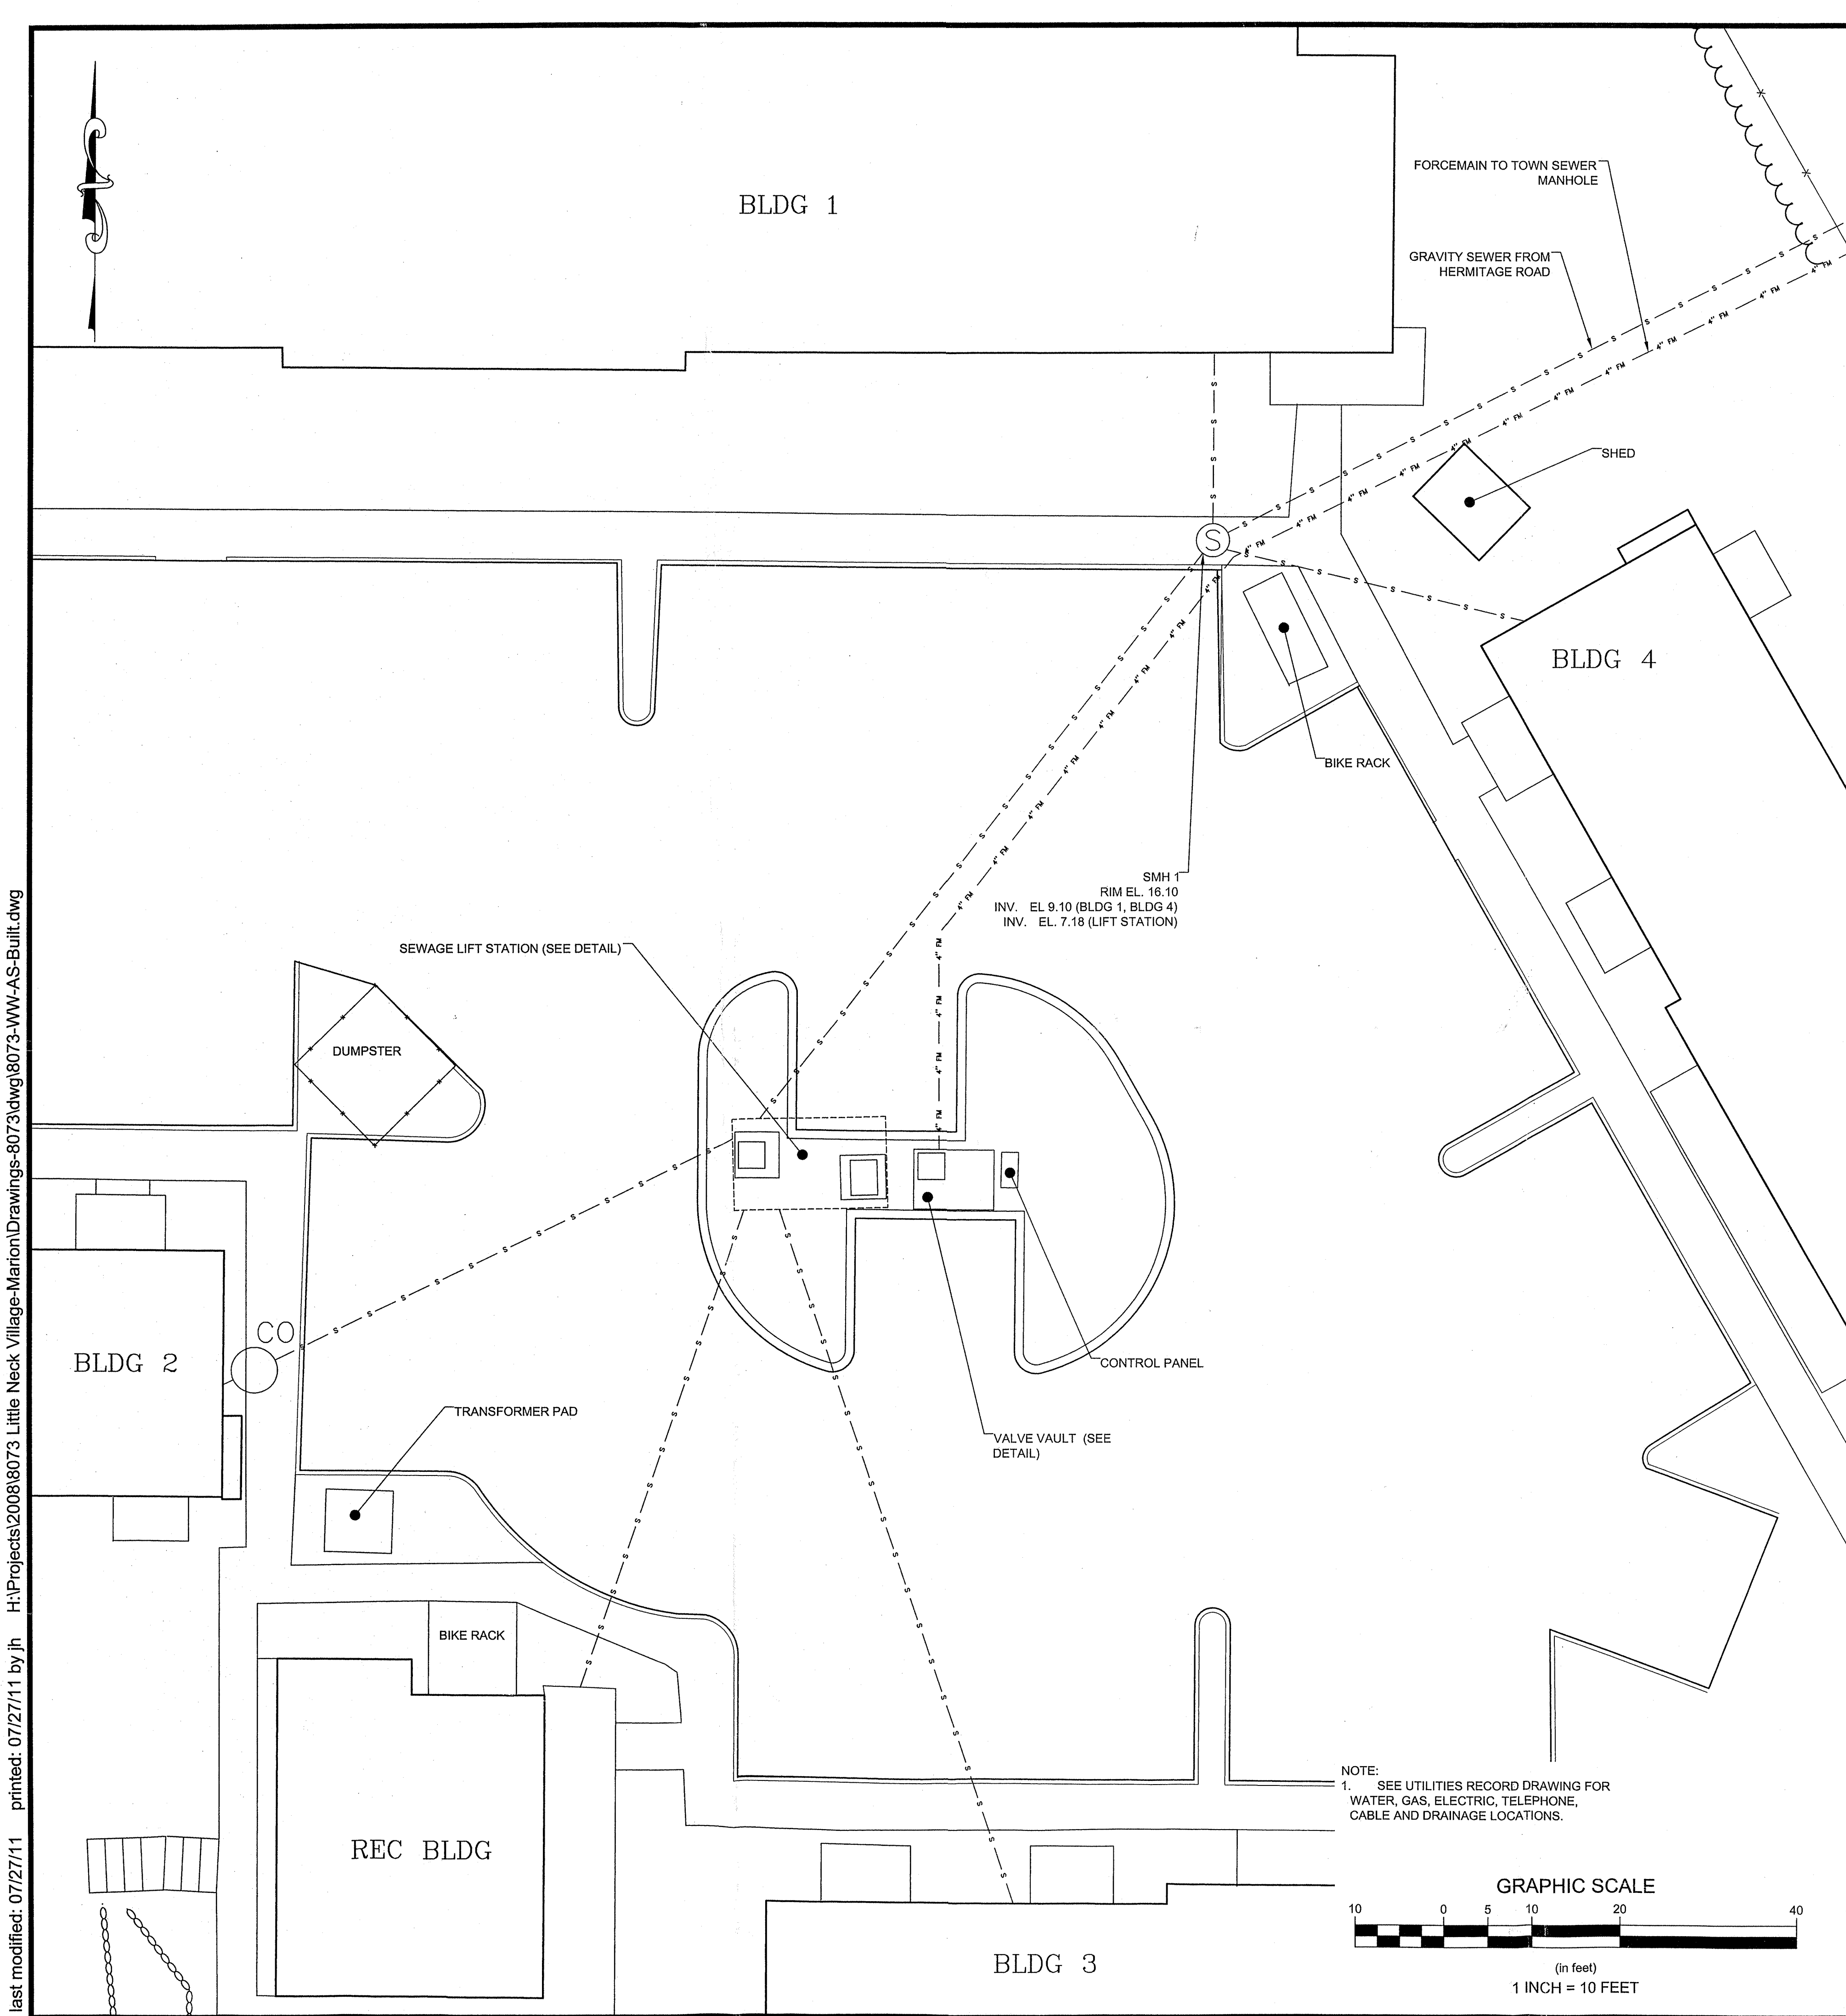 BLDG 1
FORCEMAIN TO TOWN SEWER
MANHOLE
GRAVITY SEWER FROM
HERMITAGE ROAD
SHED
S
BLDG 4
BIKE RACK
SMH 1
RIM EL. 16.10
INV. EL 9.10 (BLDG 1, BLDG 4)
INV. EL. 7.18 (LIFT STATION)
SEWAGE LIFT STATION (SEE DETAIL)
DUMPSTER
CO
BLDG 2
CONTROL PANEL
TRANSFORMER PAD
VALVE VAULT (SEE
DETAIL)
BIKE RACK
REC BLDG
BLDG 3
NOTE:
1. SEE UTILITIES RECORD DRAWING FOR
WATER, GAS, ELECTRIC, TELEPHONE,
CABLE AND DRAINAGE LOCATIONS.
GRAPHIC SCALE
10 0 5 10 20 40
(in feet)
1 INCH = 10 FEET
S
4" FM
last modified: 07/27/11 printed: 07/27/11 by jh H:\Projects\2008\8073 Little Neck Village-Marion\Drawings-8073\dwg\8073-WW-AS-Built.dwg